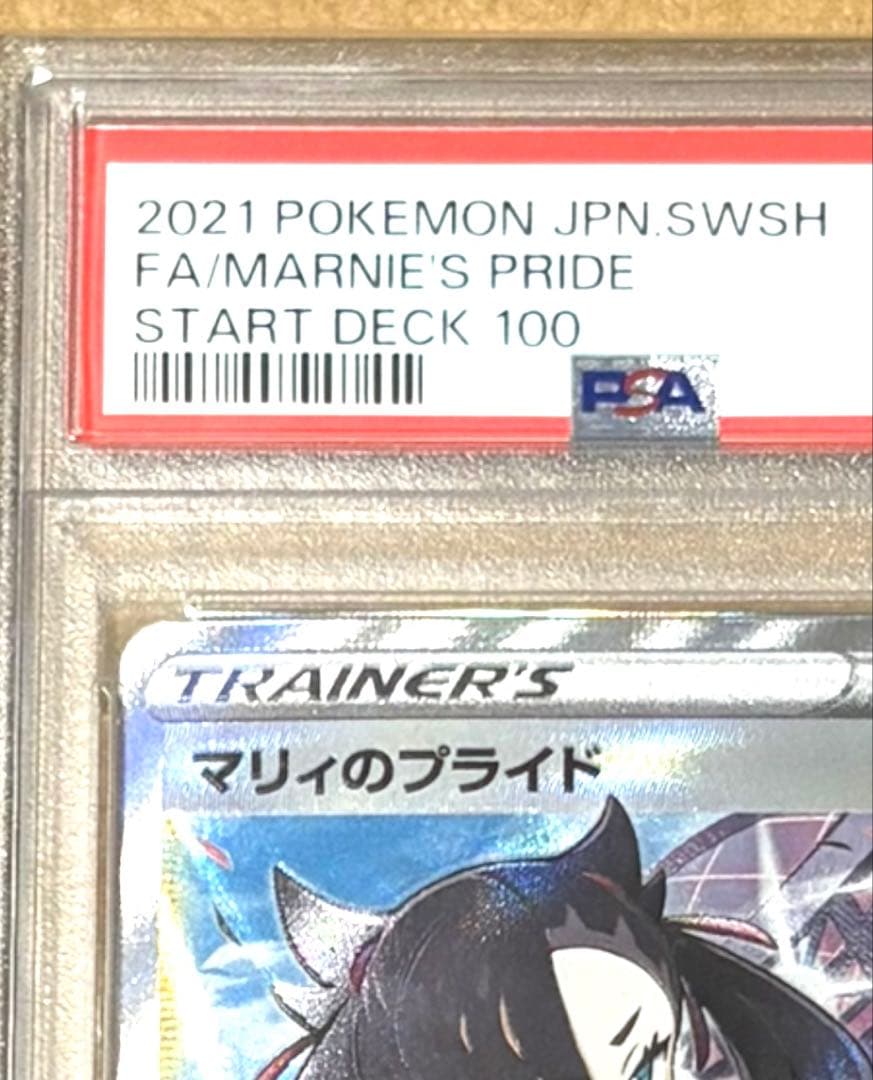 2021 POKEMON JPN.SWSH
FA/MARNIE'S PRIDE
START DECK 100
PSA
TRAINER'S
マリィのプライド